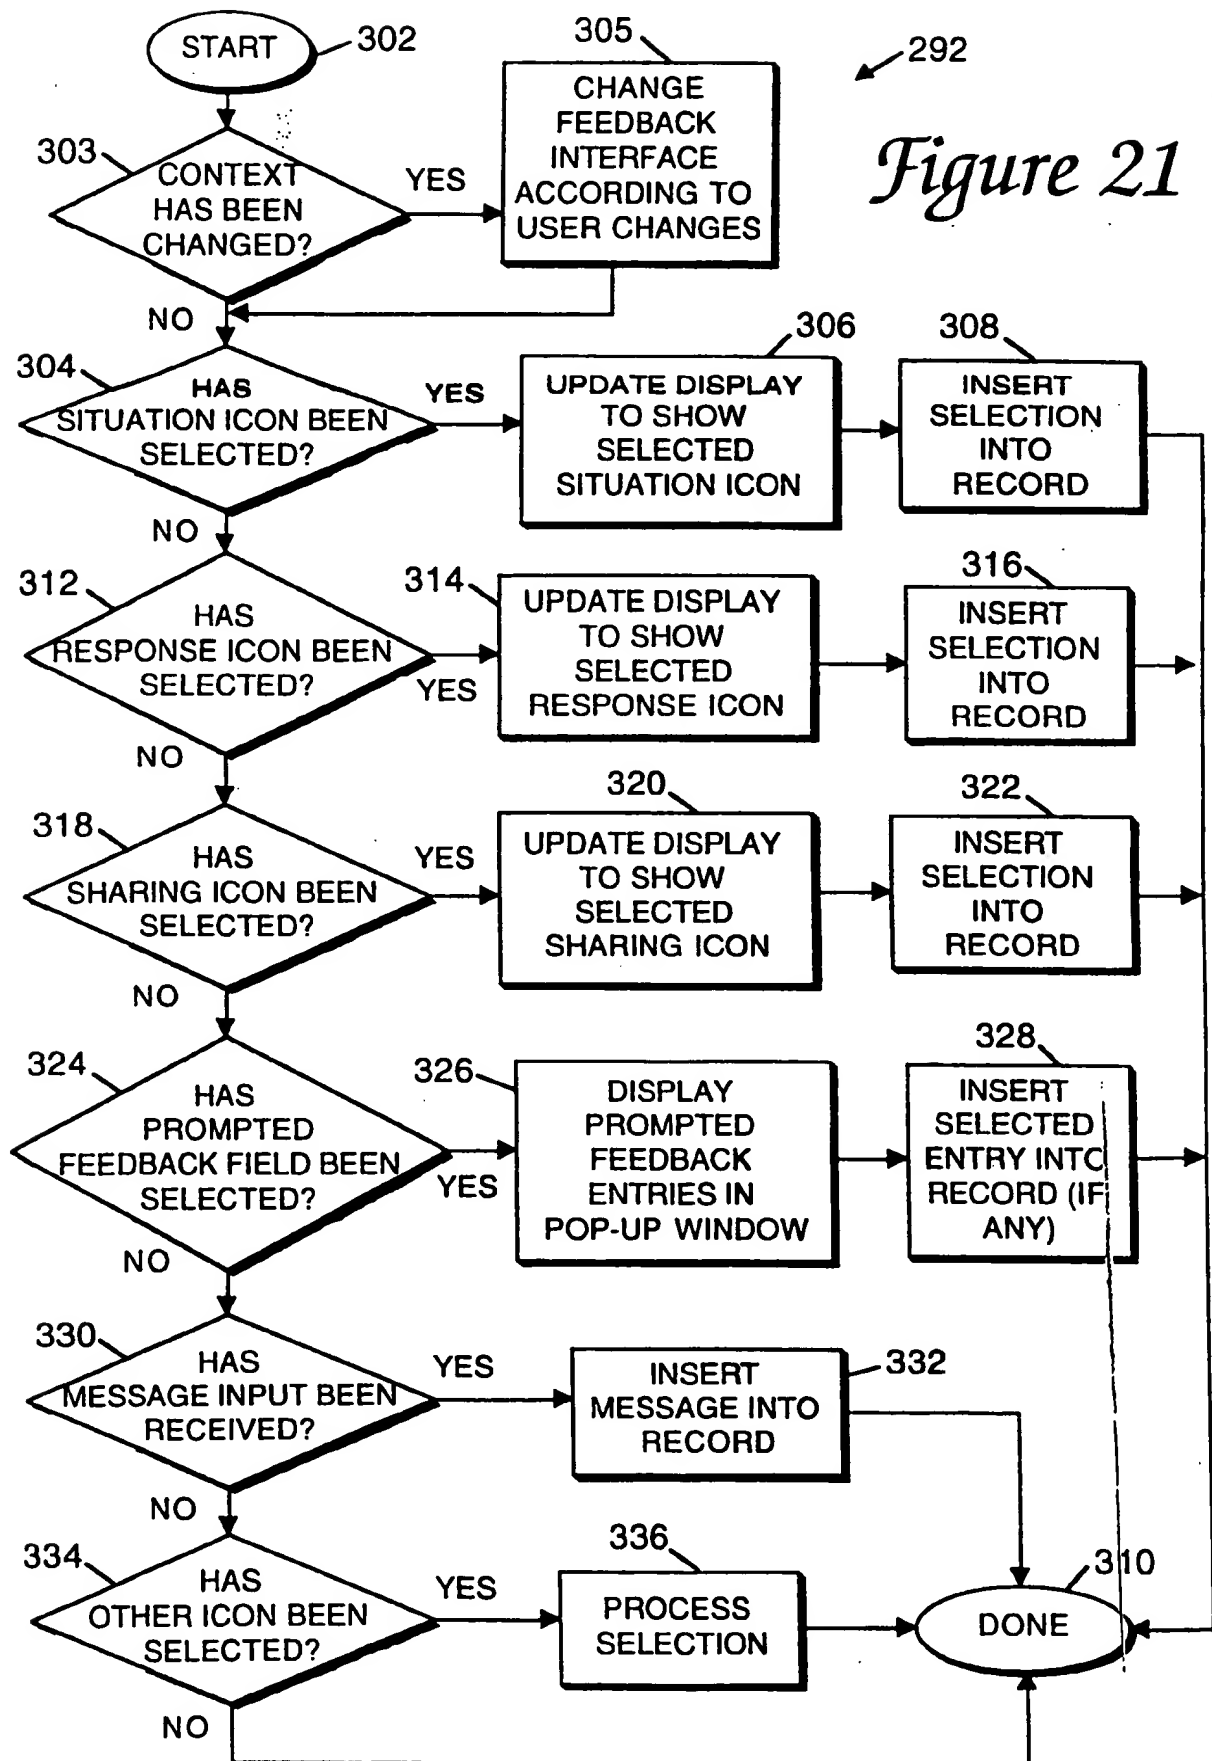 START
302
305
292
CHANGE
FEEDBACK
INTERFACE
ACCORDING TO
USER CHANGES
Figure 21
303
CONTEXT
HAS BEEN
CHANGED?
YES
NO
304
HAS
SITUATION ICON BEEN
SELECTED?
YES
306
UPDATE DISPLAY
TO SHOW
SELECTED
SITUATION ICON
308
INSERT
SELECTION
INTO
RECORD
NO
312
HAS
RESPONSE ICON BEEN
SELECTED?
YES
314
UPDATE DISPLAY
TO SHOW
SELECTED
RESPONSE ICON
316
INSERT
SELECTION
INTO
RECORD
NO
318
HAS
SHARING ICON BEEN
SELECTED?
YES
320
UPDATE DISPLAY
TO SHOW
SELECTED
SHARING ICON
322
INSERT
SELECTION
INTO
RECORD
NO
324
HAS
PROMPTED
FEEDBACK FIELD BEEN
SELECTED?
YES
326
DISPLAY
PROMPTED
FEEDBACK
ENTRIES IN
POP-UP WINDOW
328
INSERT
SELECTED
ENTRY INTO
RECORD (IF
ANY)
NO
330
HAS
MESSAGE INPUT BEEN
RECEIVED?
YES
INSERT
MESSAGE INTO
RECORD
332
NO
334
HAS
OTHER ICON BEEN
SELECTED?
YES
336
PROCESS
SELECTION
310
DONE
NO